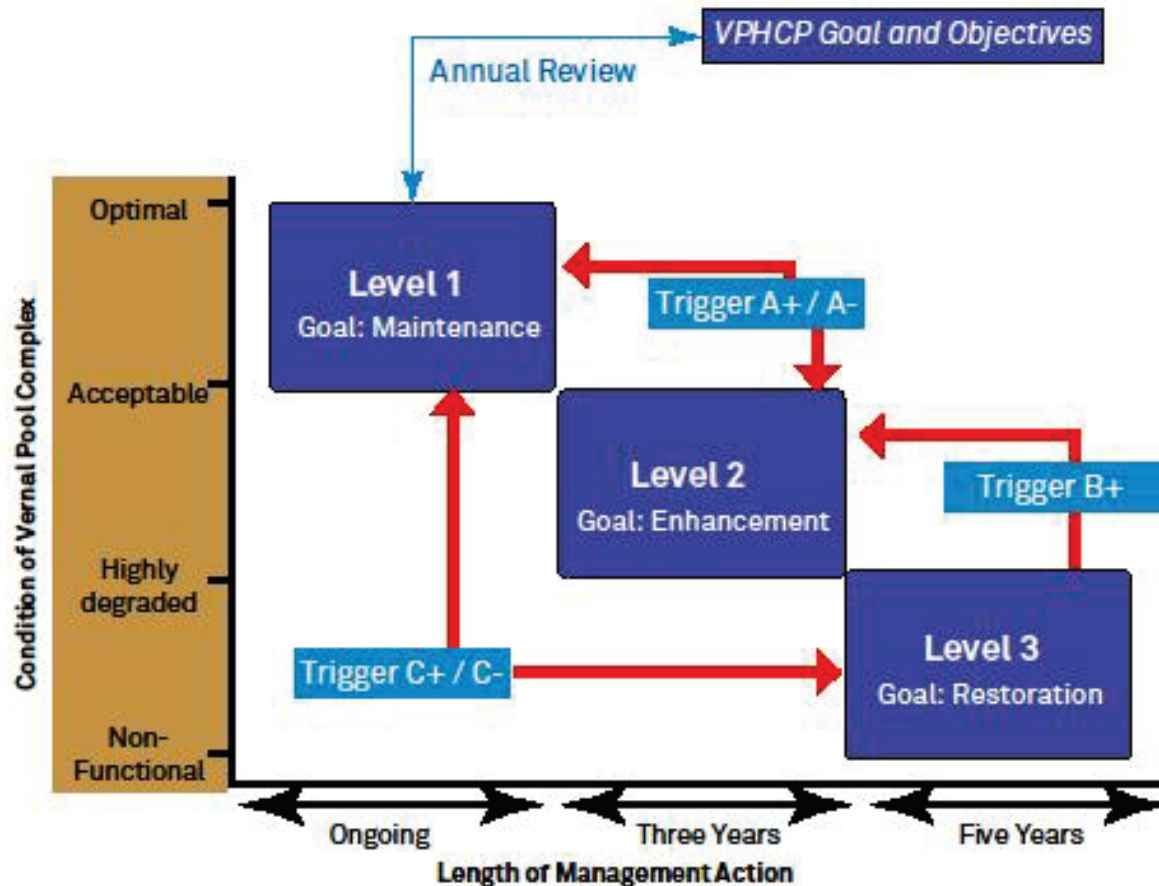 VPHCP Goal and Objectives
Annual Review
Condition of Vernal Pool Complex
Optimal
Acceptable
Highly
degraded
Non-
Functional
Level 1
Goal: Maintenance
Trigger A+ / A-
Level 2
Goal: Enhancement
Trigger B+
Trigger C+ / C-
Level 3
Goal: Restoration
Ongoing
Three Years
Five Years
Length of Management Action